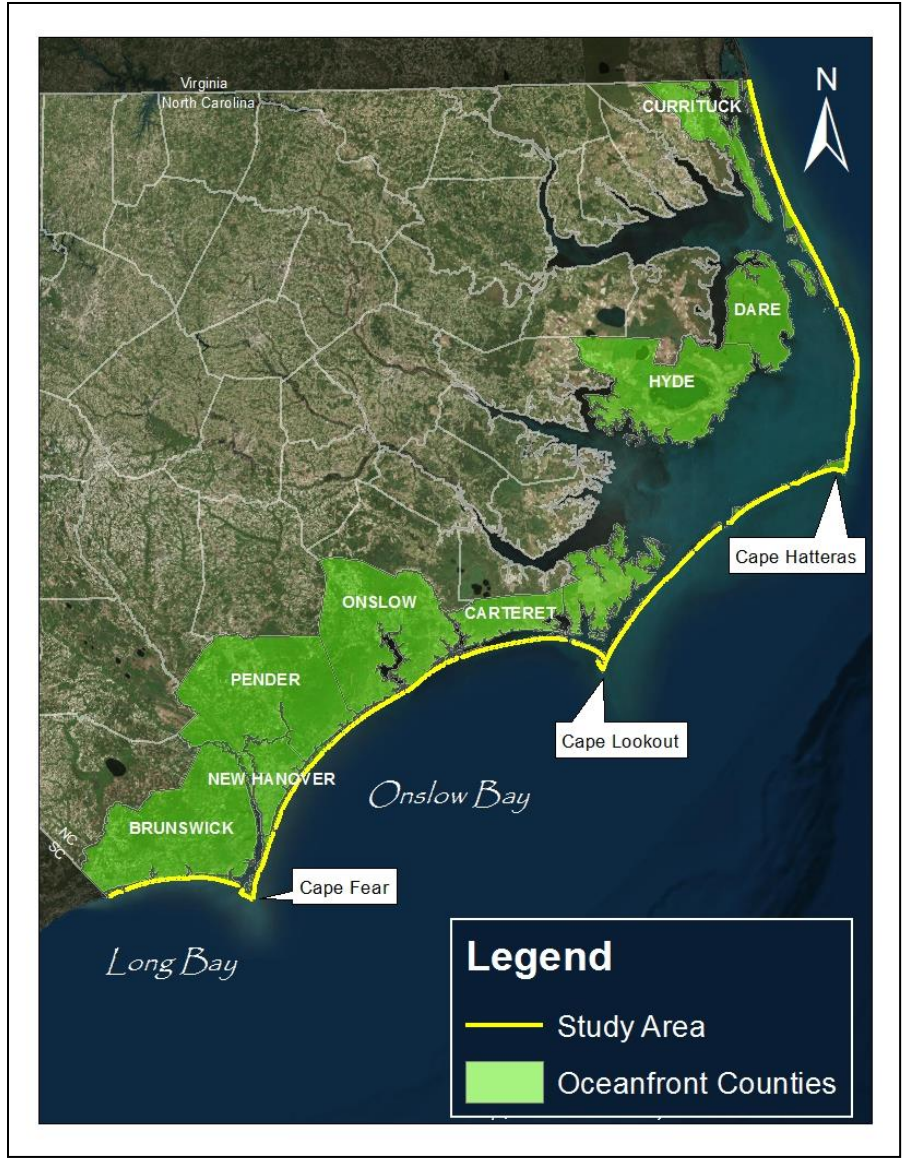 Virginia
North Carolina
CURRITUCK
N
DARE
HYDE
Cape Hatteras
ONSLOW
CARTERET
PENDER
Cape Lookout
NEW HANOVER
Onslow Bay
BRUNSWICK
NC
SC
Cape Fear
Long Bay
Legend
Study Area
Oceanfront Counties